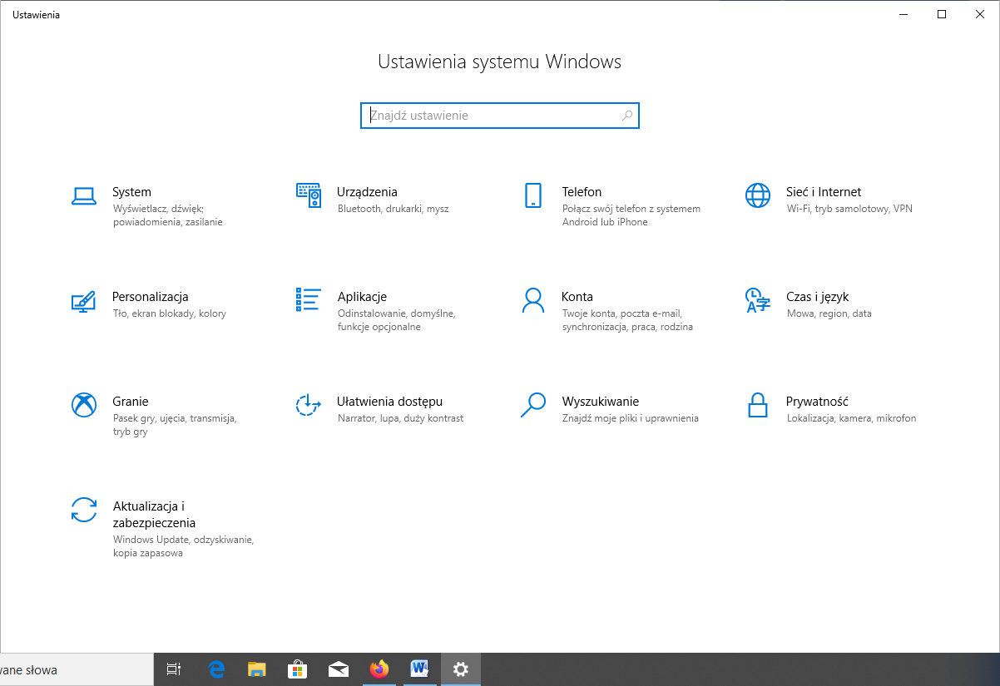 Ustawienia
Ustawienia systemu Windows
Znajdź ustawienie
System
Wyświetlacz, dźwięk;
powiadomienia, zasilanie
Urządzenia
Bluetooth, drukarki, mysz
Telefon
Połącz swój telefon z systemem
Android lub iPhone
Sieć i Internet
Wi-Fi, tryb samolotowy, VPN
Personalizacja
Tło, ekran blokady, kolory
Aplikacje
Odinstalowanie, domyślne,
funkcje opcjonalne
Konta
Twoje konta, poczta e-mail,
synchronizacja, praca, rodzina
Czas i język
Mowa, region, data
Granie
Pasek gry, ujęcia, transmisja,
tryb gry
Ułatwienia dostępu
Narrator, lupa, duży kontrast
Wyszukiwanie
Znajdź moje pliki i uprawnienia
Prywatność
Lokalizacja, kamera, mikrofon
Aktualizacja i
zabezpieczenia
Windows Update, odzyskiwanie,
kopia zapasowa
wane słowa